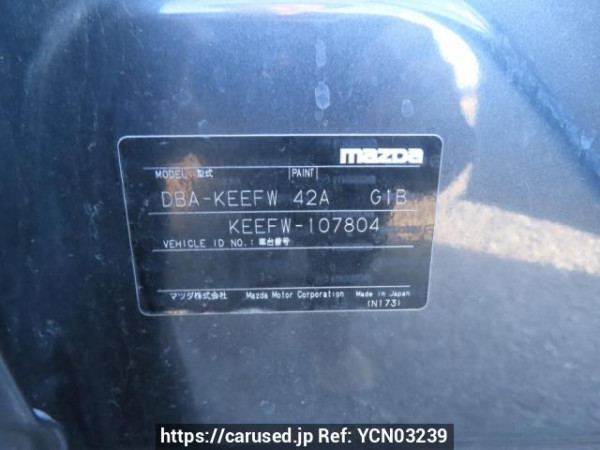 mazda
MODEL: 型式 PAINT
DBA-KEEFW 42A G1B
KEEFW-107804
VEHICLE ID NO.: 車台番号
マツダ株式会社 Mazda Motor Corporation Made in Japan
(N173)
https://carused.jp Ref: YCN03239